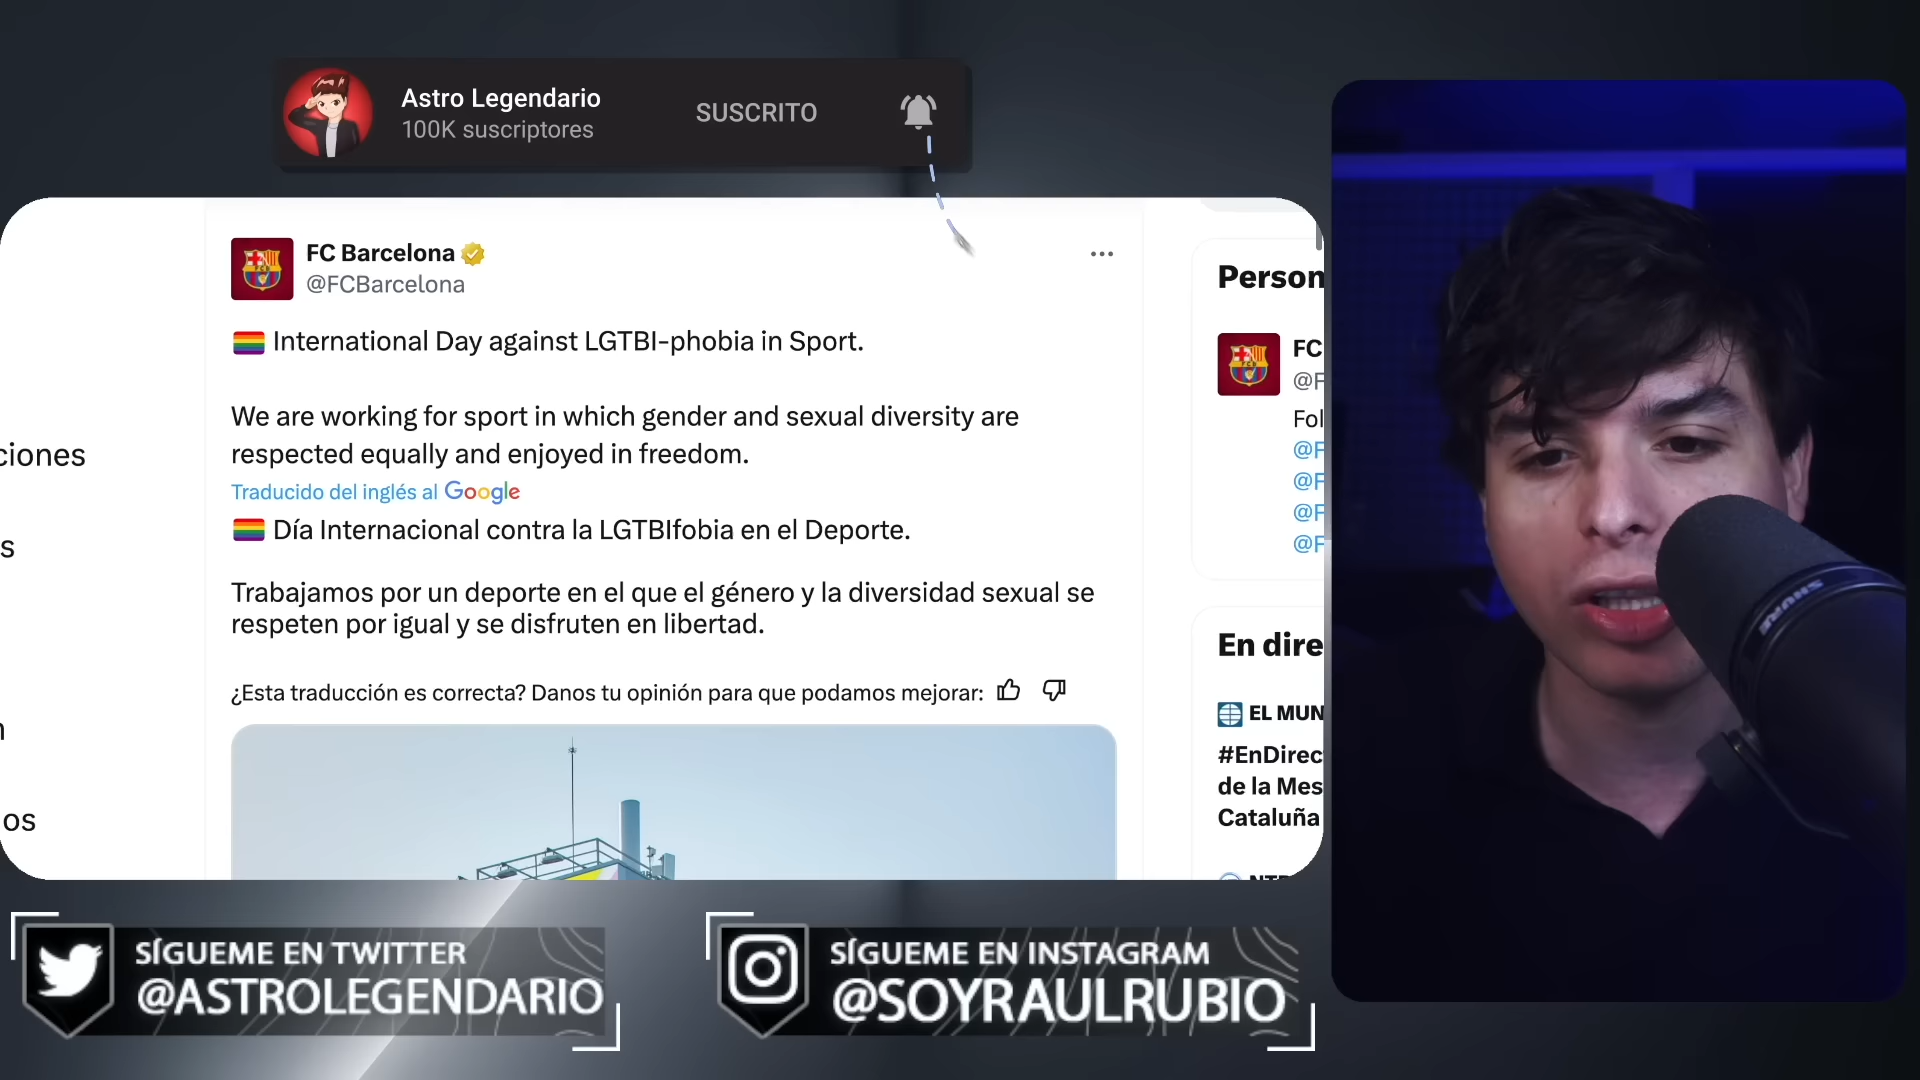 Astro Legendario
100K suscriptores
SUSCRITO
FC Barcelona
@FCBarcelona
International Day against LGTBI-phobia in Sport.
We are working for sport in which gender and sexual diversity are
respected equally and enjoyed in freedom.
Traducido del inglés al Google
Día Internacional contra la LGTBIfobia en el Deporte.
Trabajamos por un deporte en el que el género y la diversidad sexual se
respeten por igual y se disfruten en libertad.
¿Esta traducción es correcta? Danos tu opinión para que podamos mejorar:
ciones
s
os
Person
FC
@F
Fol
@F
@F
@F
@F
En dire
EL MUN
#EnDirec
de la Mes
Cataluña
SHURE
SÍGUEME EN TWITTER
@ASTROLEGENDARIO
SÍGUEME EN INSTAGRAM
@SOYRAULRUBIO